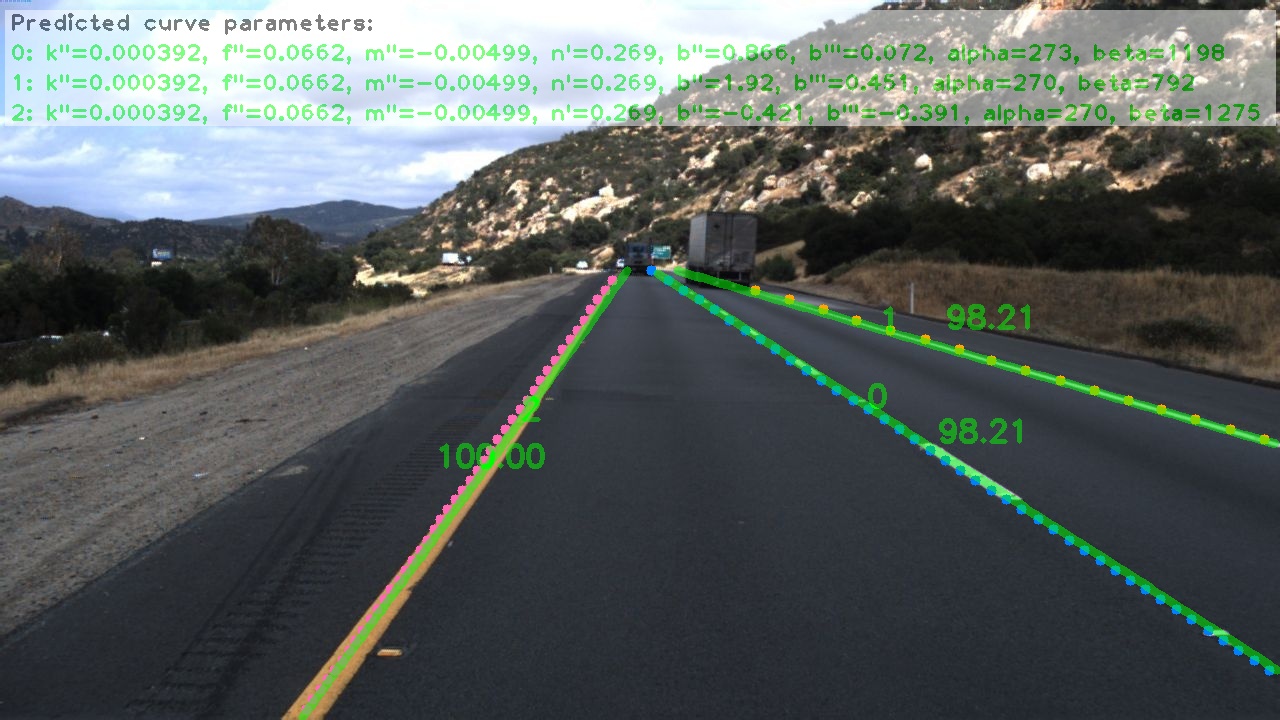 Predicted curve parameters:
0: k''=0.000392, f''=0.0662, m''=-0.00499, n'=0.269, b''=0.866, b'''=0.072, alpha=273, beta=1198
1: k''=0.000392, f''=0.0662, m''=-0.00499, n'=0.269, b''=1.92, b'''=0.451, alpha=270, beta=792
2: k''=0.000392, f''=0.0662, m''=-0.00499, n'=0.269, b''=-0.421, b'''=-0.391, alpha=270, beta=1275
1 98.21
0
98.21
100.00